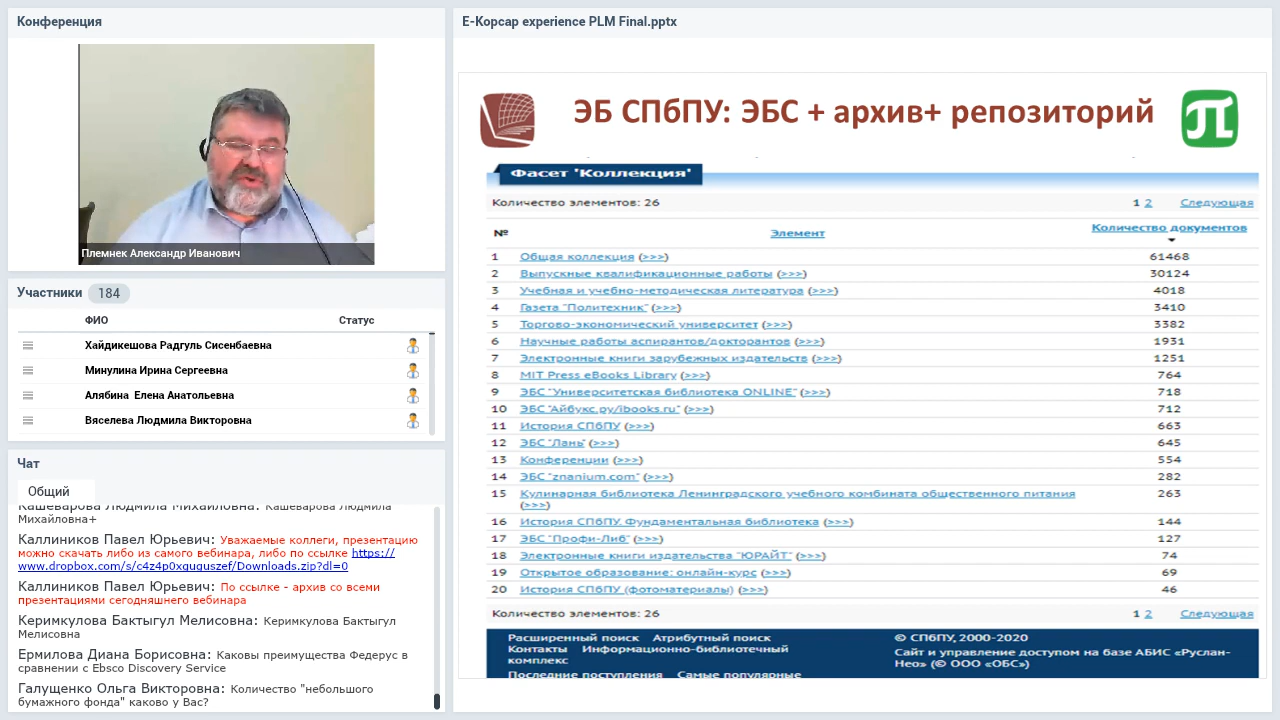 Конференция
Племнек Александр Иванович
Участники 184
ФИО Статус
Хайдикешова Радгуль Сисенбаевна
Минулина Ирина Сергеевна
Алябина Елена Анатольевна
Вяселева Людмила Викторовна
Чат
Общий
Кашеварова Людмила Михайловна: Кашеварова Людмила
Михайловна+
Каллиников Павел Юрьевич: Уважаемые коллеги, презентацию
можно скачать либо из самого вебинара, либо по ссылке https://
www.dropbox.com/s/c4z4p0xguguszef/Downloads.zip?dl=0
Каллиников Павел Юрьевич: По ссылке - архив со всеми
презентациями сегодняшнего вебинара
Керимкулова Бактыгул Мелисовна: Керимкулова Бактыгул
Мелисовна
Ермилова Диана Борисовна: Каковы преимущества Федерус в
сравнении с Ebsco Discovery Service
Галущенко Ольга Викторовна: Количество "небольшого
бумажного фонда" каково у Вас?
Е-Корсар experience PLM Final.pptx
ЭБ СПбПУ: ЭБС + архив+ репозиторий
Фасет 'Коллекция'
Количество элементов: 26 1 2 Следующая
№ Элемент Количество документов
1 Общая коллекция (>>>) 61468
2 Выпускные квалификационные работы (>>>) 30124
3 Учебная и учебно-методическая литература (>>>) 4018
4 Газета "Политехник" (>>>) 3410
5 Торгово-экономический университет (>>>) 3382
6 Научные работы аспирантов/докторантов (>>>) 1931
7 Электронные книги зарубежных издательств (>>>) 1251
8 MIT Press eBooks Library (>>>) 764
9 ЭБС "Университетская библиотека ONLINE" (>>>) 718
10 ЭБС "Айбукс.ру/ibooks.ru" (>>>) 712
11 История СПбПУ (>>>) 663
12 ЭБС "Лань" (>>>) 645
13 Конференции (>>>) 554
14 ЭБС "znanium.com" (>>>) 282
15 Кулинарная библиотека Ленинградского учебного комбината общественного питания 263
(>>>)
16 История СПбПУ. Фундаментальная библиотека (>>>) 144
17 ЭБС "Профи-Либ" (>>>) 127
18 Электронные книги издательства "ЮРАЙТ" (>>>) 74
19 Открытое образование: онлайн-курс (>>>) 69
20 История СПбПУ (фотоматериалы) (>>>) 46
Количество элементов: 26 1 2 Следующая
Расширенный поиск Атрибутный поиск
Контакты Информационно-библиотечный
комплекс
Последние поступления Самые популярные
© СПбПУ, 2000-2020
Сайт и управление доступом на базе АБИС «Руслан-
Нео» (© ООО «ОБС»)